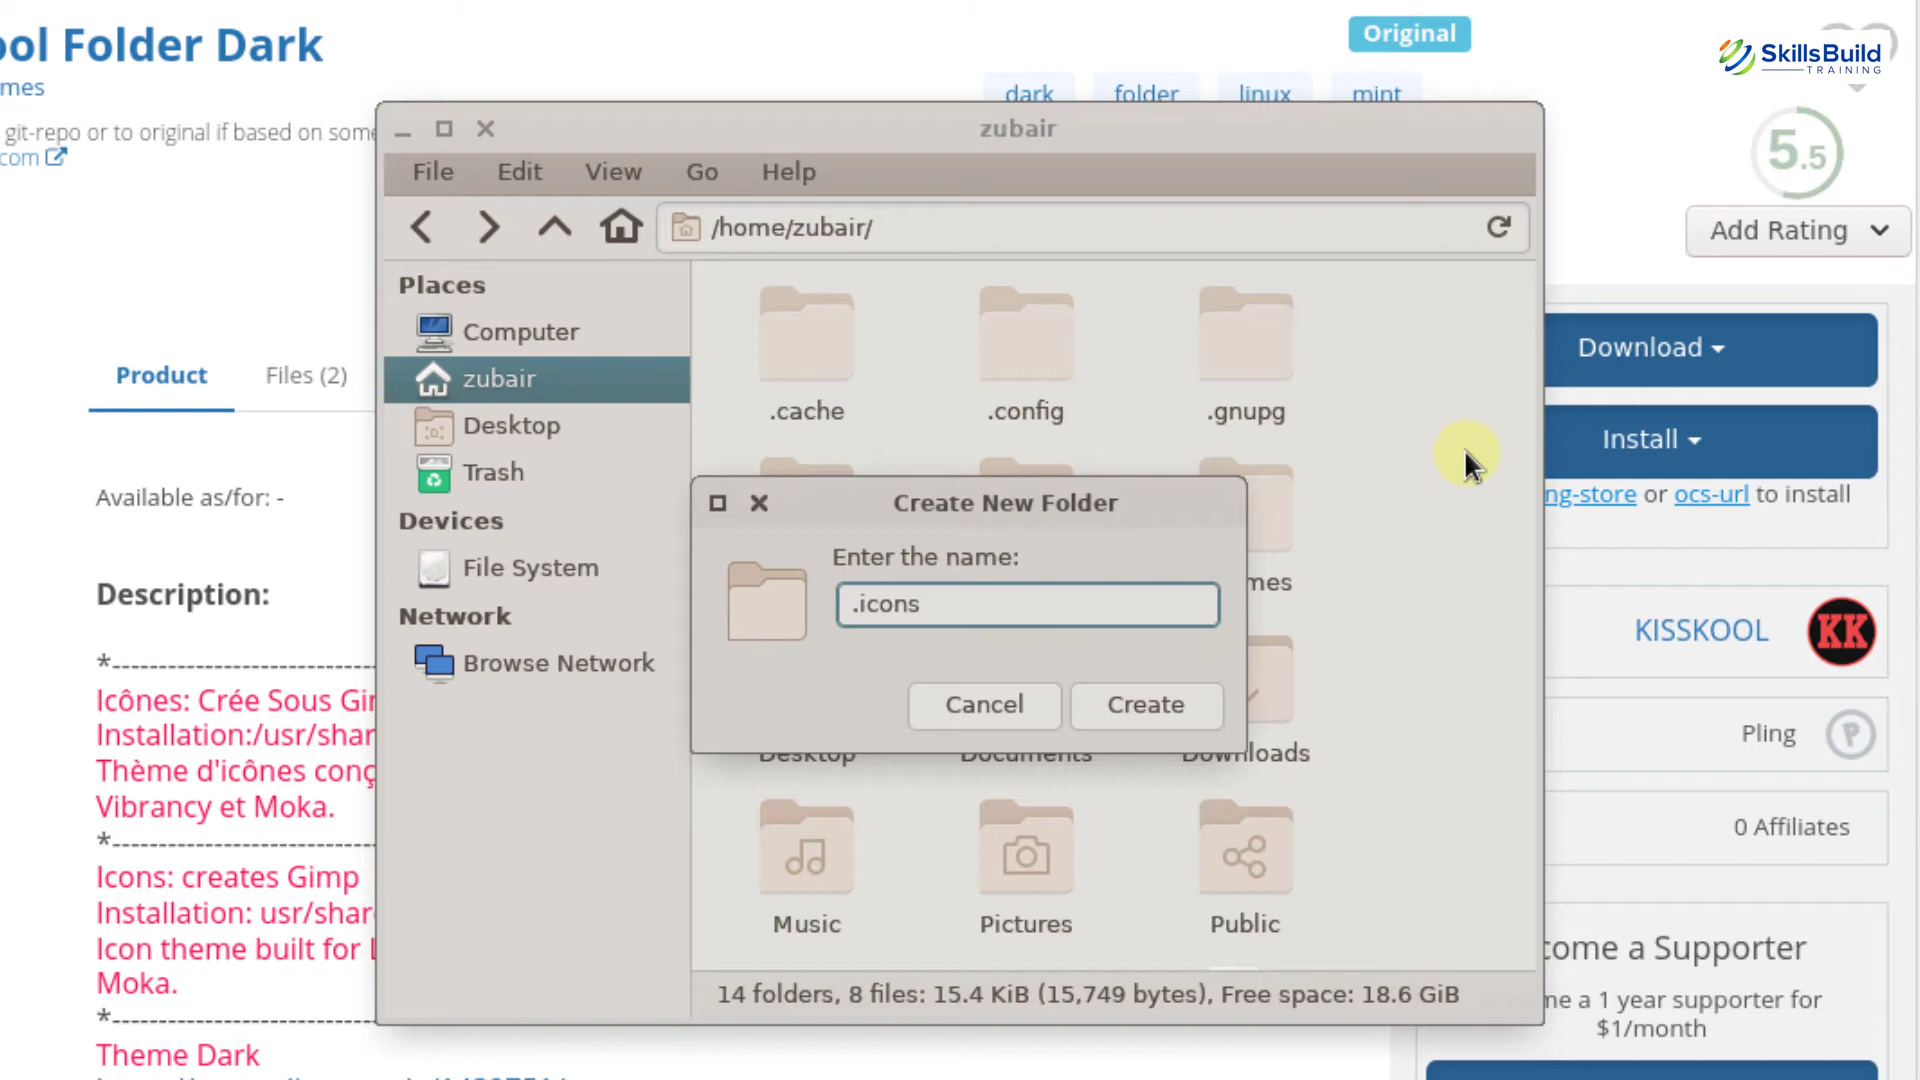 ool Folder Dark
mes
git-repo or to original if based on some
com
Original
dark folder linux mint
SkillsBuild
TRAINING
5.5
Add Rating
Product Files (2)
Available as/for: -
Description:
*
Icônes: Crée Sous
Installation:/usr/shar
Thème d'icônes
Vibrancy et Moka.
*
Icons: creates Gimp
Installation: usr/shar
Icon theme built for
Moka.
*
Theme Dark
zubair
File Edit View Go Help
/home/zubair/
Places
Computer
zubair
Desktop
Trash
Devices
File System
Network
Browse Network
.cache .config .gnupg
mes
Create New Folder
Enter the name:
.icons
Cancel Create
Desktop Documents Downloads
Music Pictures Public
14 folders, 8 files: 15.4 KiB (15,749 bytes), Free space: 18.6 GiB
Download
Install
ng-store or ocs-url to install
KISSKOOL KK
Pling P
0 Affiliates
come a Supporter
me a 1 year supporter for
$1/month